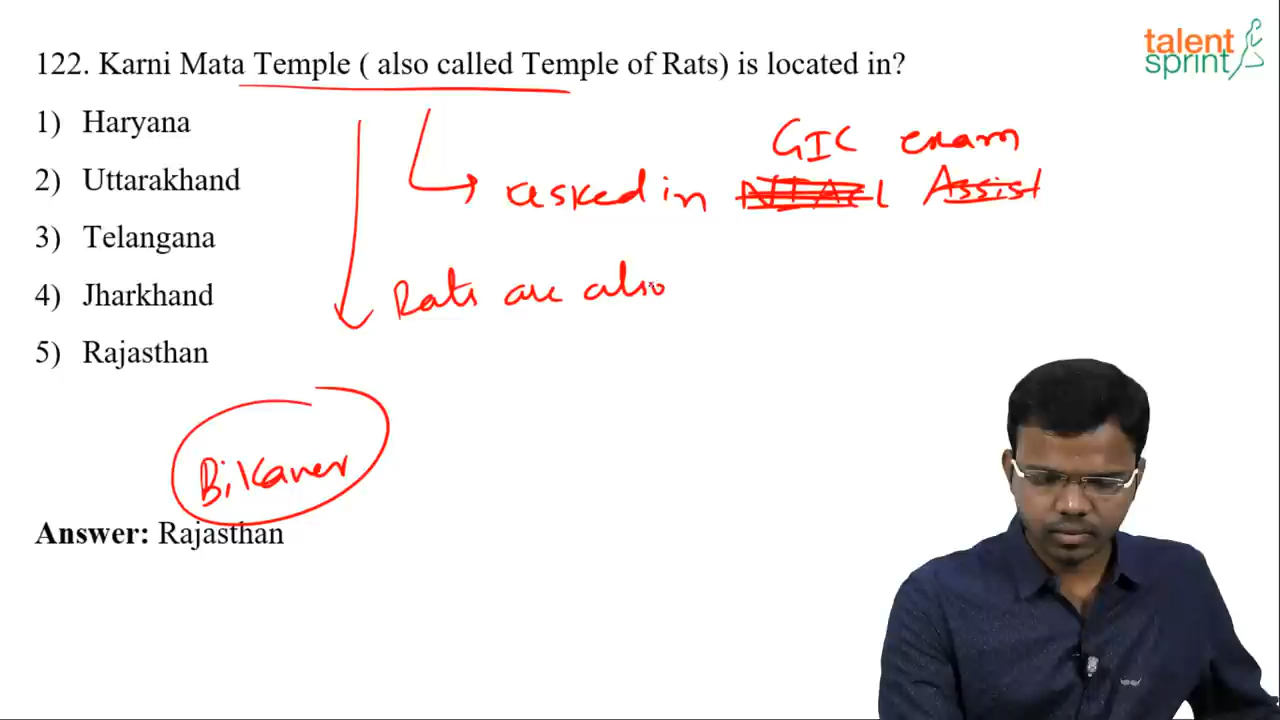 talent
sprint
122. Karni Mata Temple ( also called Temple of Rats) is located in?
1) Haryana
GIC exam
2) Uttarakhand
asked in Assist
3) Telangana
4) Jharkhand
Rats are also
5) Rajasthan
Bikaner
Answer: Rajasthan